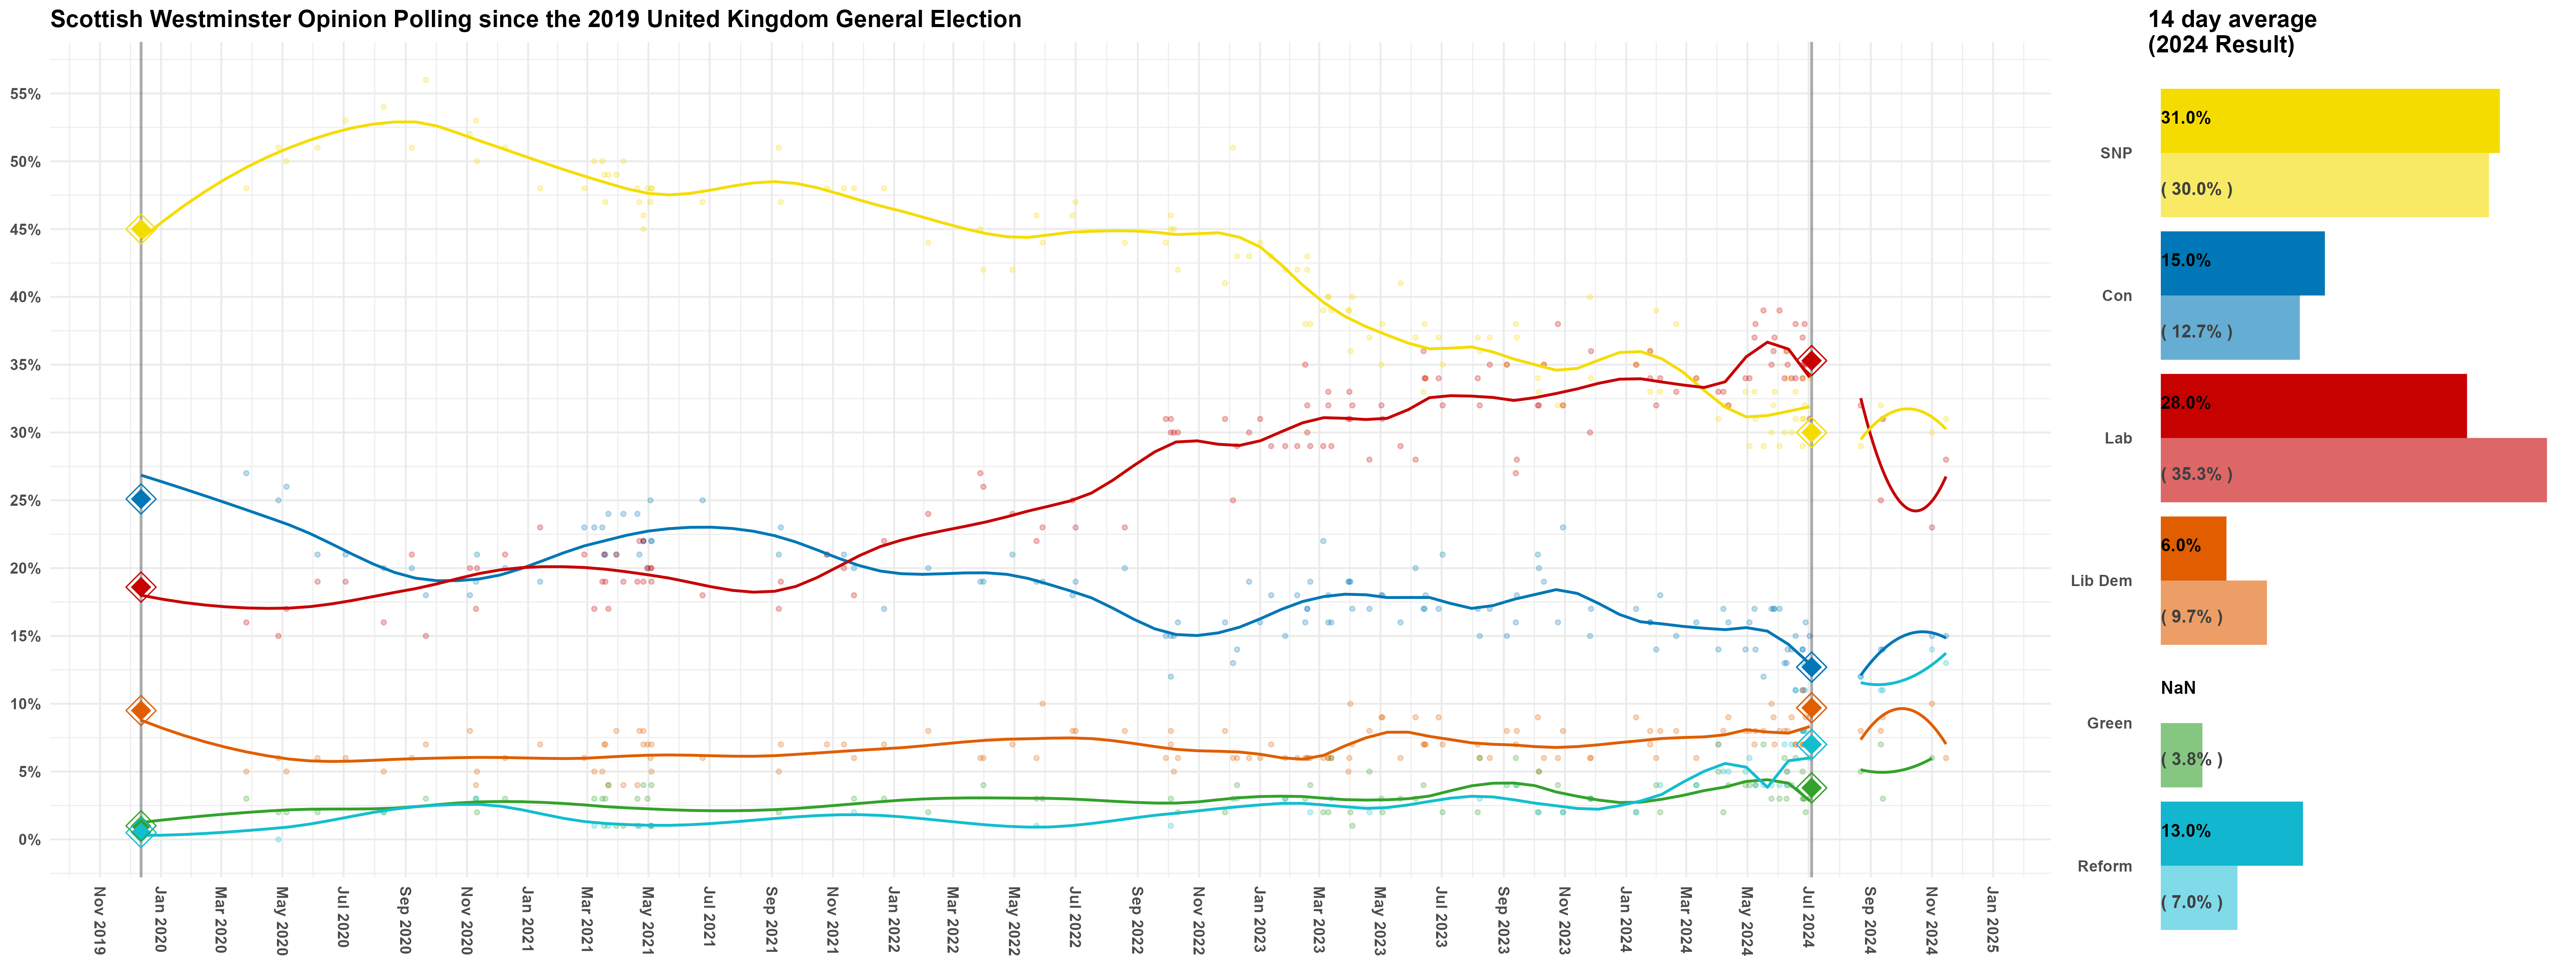 Scottish Westminster Opinion Polling since the 2019 United Kingdom General Election
14 day average
(2024 Result)
55%
50%
45%
40%
35%
30%
25%
20%
15%
10%
5%
0%
Nov 2019
Jan 2020
Mar 2020
May 2020
Jul 2020
Sep 2020
Nov 2020
Jan 2021
Mar 2021
May 2021
Jul 2021
Sep 2021
Nov 2021
Jan 2022
Mar 2022
May 2022
Jul 2022
Sep 2022
Nov 2022
Jan 2023
Mar 2023
May 2023
Jul 2023
Sep 2023
Nov 2023
Jan 2024
Mar 2024
May 2024
Jul 2024
Sep 2024
Nov 2024
Jan 2025
31.0%
SNP
( 30.0% )
15.0%
Con
( 12.7% )
28.0%
Lab
( 35.3% )
6.0%
Lib Dem
( 9.7% )
NaN
Green
( 3.8% )
13.0%
Reform
( 7.0% )